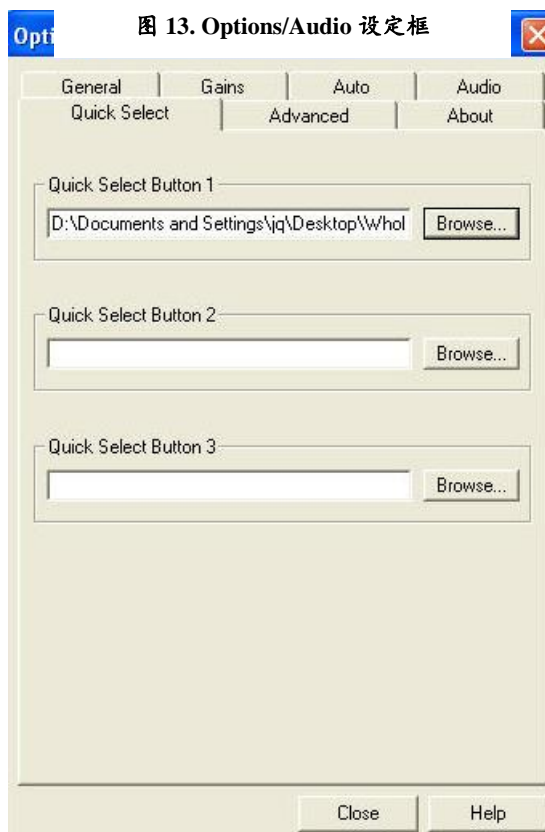 图 13. Options/Audio 设定框
Opti
General Gains Auto Audio
Quick Select Advanced About
Quick Select Button 1
D:\Documents and Settings\jq\Desktop\Whol Browse...
Quick Select Button 2
Browse...
Quick Select Button 3
Browse...
Close Help